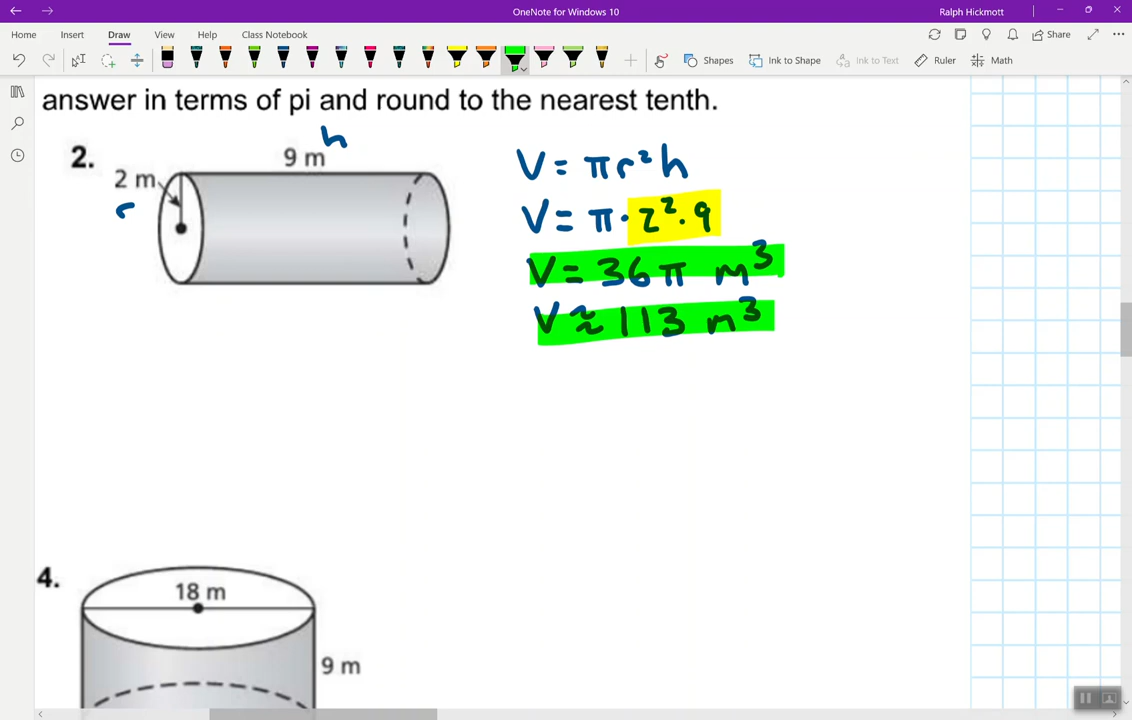 OneNote for Windows 10
Ralph Hickmott
Home Insert Draw View Help Class Notebook
Share
Shapes Ink to Shape Ink to Text Ruler Math
answer in terms of pi and round to the nearest tenth.
2.
9 m h
2 m
r
V = πr²h
V = π · 2² · 9
V = 36π m³
V ≈ 113 m³
4.
18 m
9 m